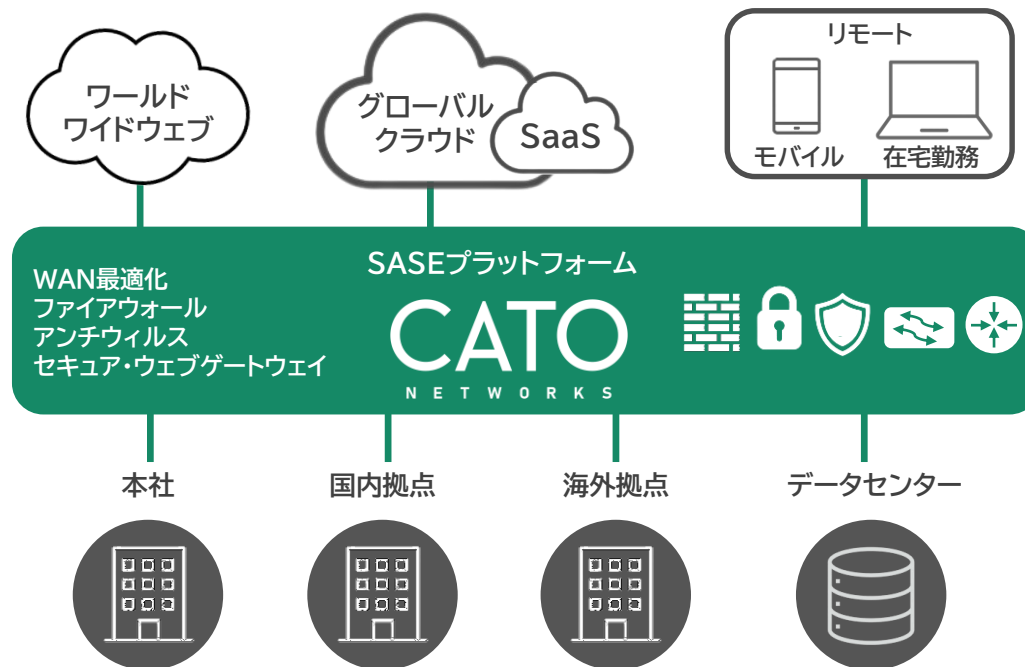 ワールド
ワイドウェブ
グローバル
クラウド
SaaS
リモート
モバイル
在宅勤務
SASEプラットフォーム
WAN最適化
ファイアウォール
アンチウィルス
セキュア・ウェブゲートウェイ
CATO
NETWORKS
本社
国内拠点
海外拠点
データセンター